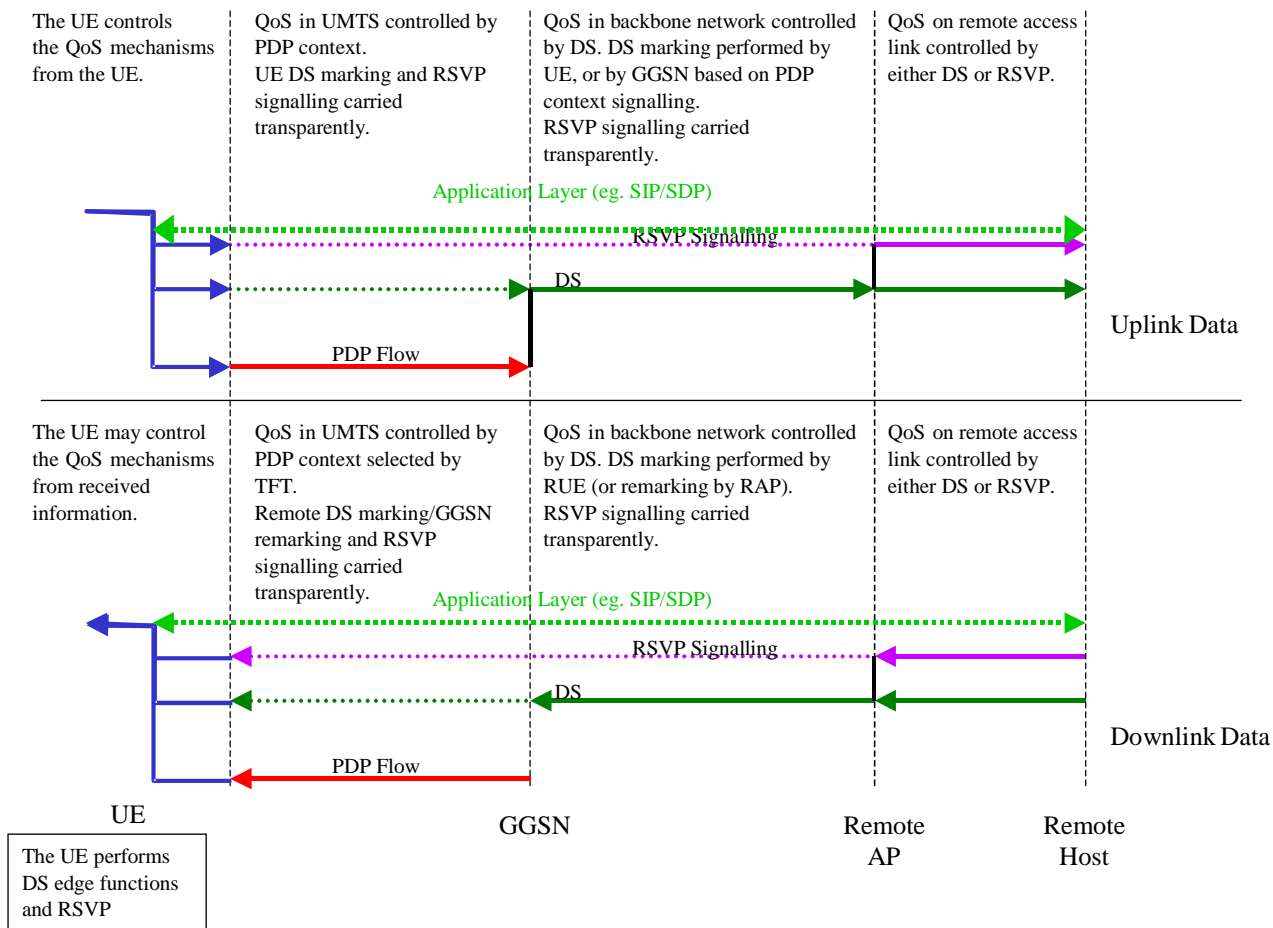 The UE controls
the QoS mechanisms
from the UE.
QoS in UMTS controlled by
PDP context.
UE DS marking and RSVP
signalling carried
transparently.
QoS in backbone network controlled
by DS. DS marking performed by
UE, or by GGSN based on PDP
context signalling.
RSVP signalling carried
transparently.
QoS on remote access
link controlled by
either DS or RSVP.
Application Layer (eg. SIP/SDP)
RSVP Signalling
DS
PDP Flow
Uplink Data
The UE may control
the QoS mechanisms
from received
information.
QoS in UMTS controlled by
PDP context selected by
TFT.
Remote DS marking/GGSN
remarking and RSVP
signalling carried
transparently.
QoS in backbone network controlled
by DS. DS marking performed by
RUE (or remarking by RAP).
RSVP signalling carried
transparently.
QoS on remote access
link controlled by
either DS or RSVP.
Application Layer (eg. SIP/SDP)
RSVP Signalling
DS
PDP Flow
Downlink Data
UE
GGSN
Remote
AP
Remote
Host
The UE performs
DS edge functions
and RSVP